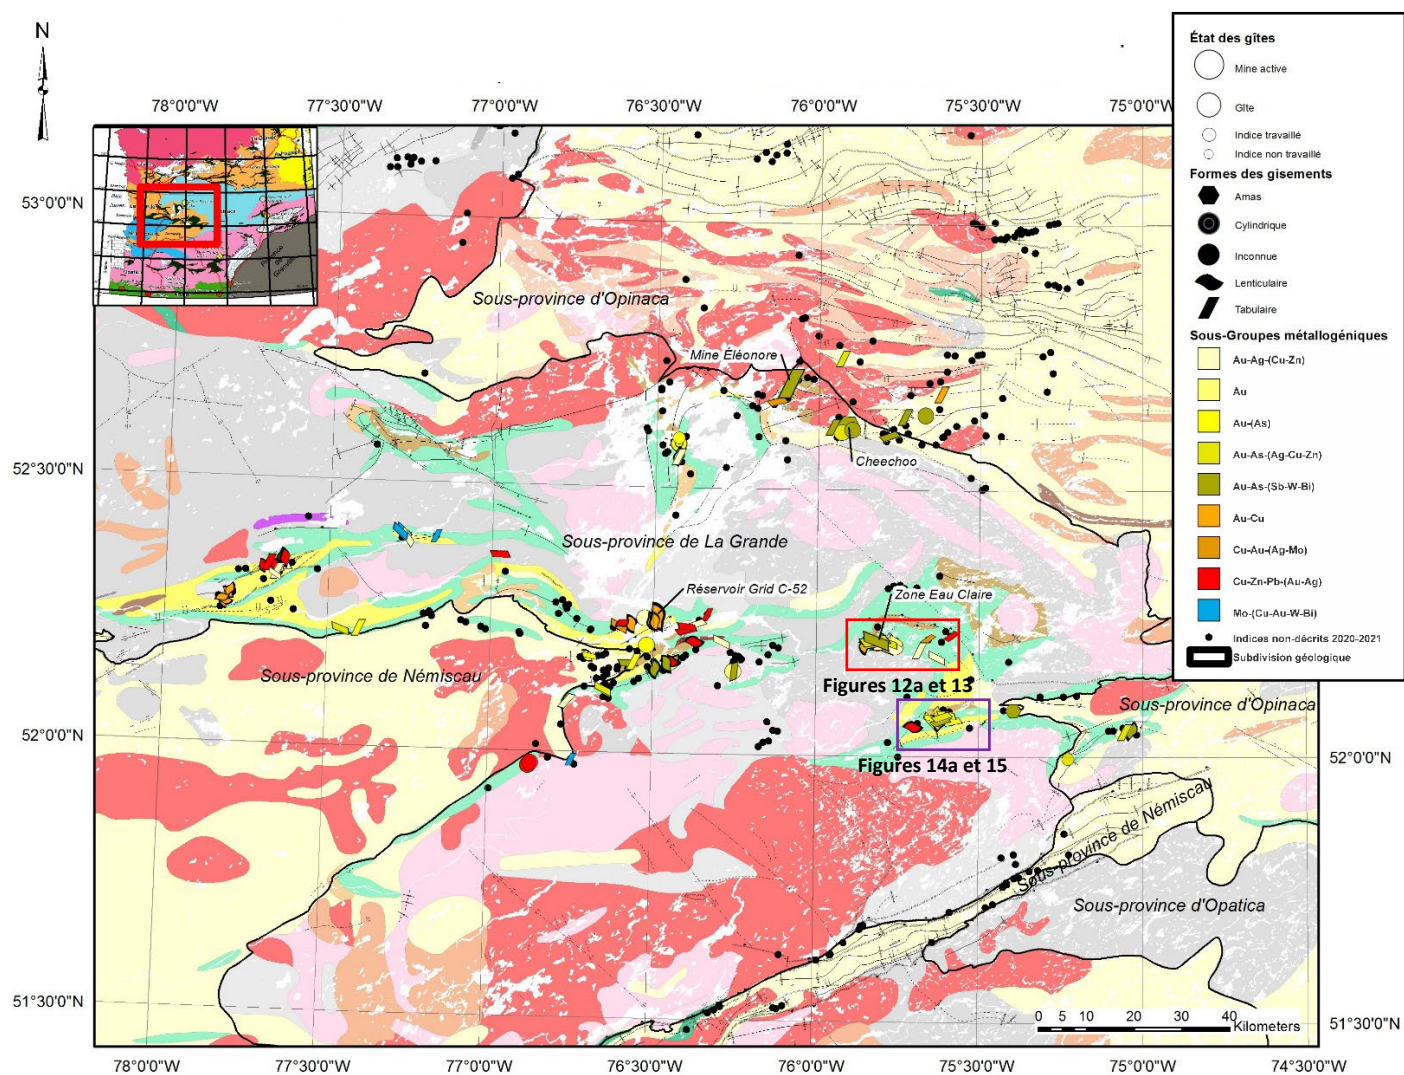 N
78°0'0"W
77°30'0"W
77°0'0"W
76°30'0"W
76°0'0"W
75°30'0"W
75°0'0"W
État des gîtes
Mine active
Gîte
Indice travaillé
Indice non travaillé
Formes des gisements
Amas
Cylindrique
Inconnue
Lenticulaire
Tabulaire
Sous-Groupes métallogéniques
Au-Ag-(Cu-Zn)
Au
Au-(As)
Au-As-(Ag-Cu-Zn)
Au-As-(Sb-W-Bi)
Au-Cu
Cu-Au-(Ag-Mo)
Cu-Zn-Pb-(Au-Ag)
Mo-(Cu-Au-W-Bi)
Indices non-décrits 2020-2021
Subdivision géologique
53°0'0"N
Sous-province d'Opinaca
Mine Éléonore
Cheechoo
52°30'0"N
Sous-province de La Grande
Réservoir Grid C-52
Zone Eau Claire
Sous-province de Némiscau
Figures 12a et 13
Sous-province d'Opinaca
52°0'0"N
52°0'0"N
Figures 14a et 15
Sous-province de Némiscau
Sous-province d'Opatica
51°30'0"N
51°30'0"N
0 5 10 20 30 40
Kilometers
78°0'0"W
77°30'0"W
77°0'0"W
76°30'0"W
76°0'0"W
75°30'0"W
75°0'0"W
74°30'0"W